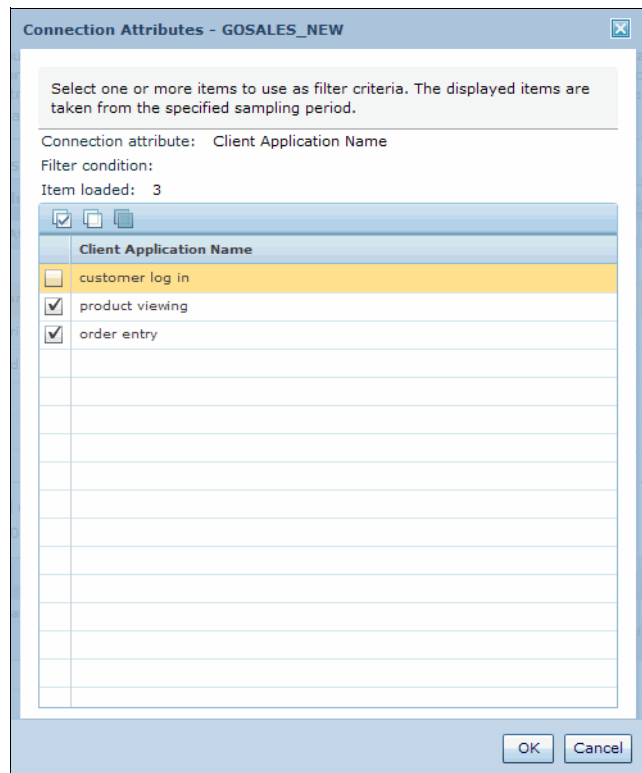 Connection Attributes - GOSALES_NEW
Select one or more items to use as filter criteria. The displayed items are
taken from the specified sampling period.
Connection attribute: Client Application Name
Filter condition:
Item loaded: 3
Client Application Name
customer log in
product viewing
order entry
OK Cancel